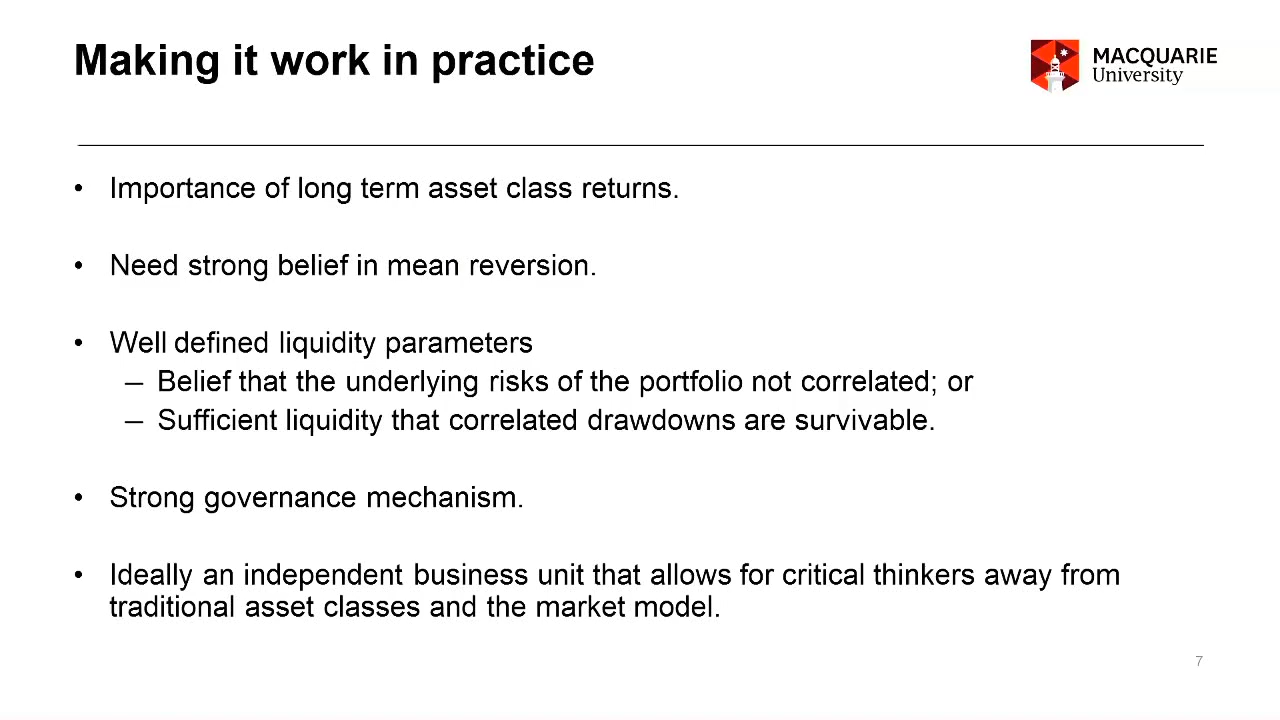 Making it work in practice
MACQUARIE
University
• Importance of long term asset class returns.
• Need strong belief in mean reversion.
• Well defined liquidity parameters
– Belief that the underlying risks of the portfolio not correlated; or
– Sufficient liquidity that correlated drawdowns are survivable.
• Strong governance mechanism.
• Ideally an independent business unit that allows for critical thinkers away from
traditional asset classes and the market model.
7